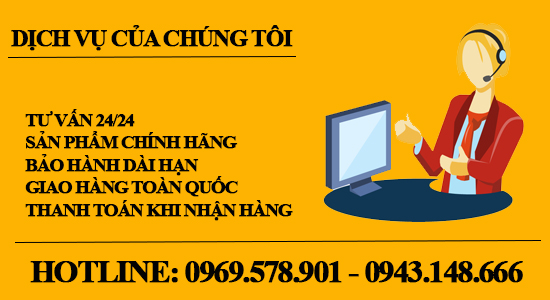 DỊCH VỤ CỦA CHÚNG TÔI
TƯ VẤN 24/24
SẢN PHẨM CHÍNH HÃNG
BẢO HÀNH DÀI HẠN
GIAO HÀNG TOÀN QUỐC
THANH TOÁN KHI NHẬN HÀNG
HOTLINE: 0969.578.901 - 0943.148.666